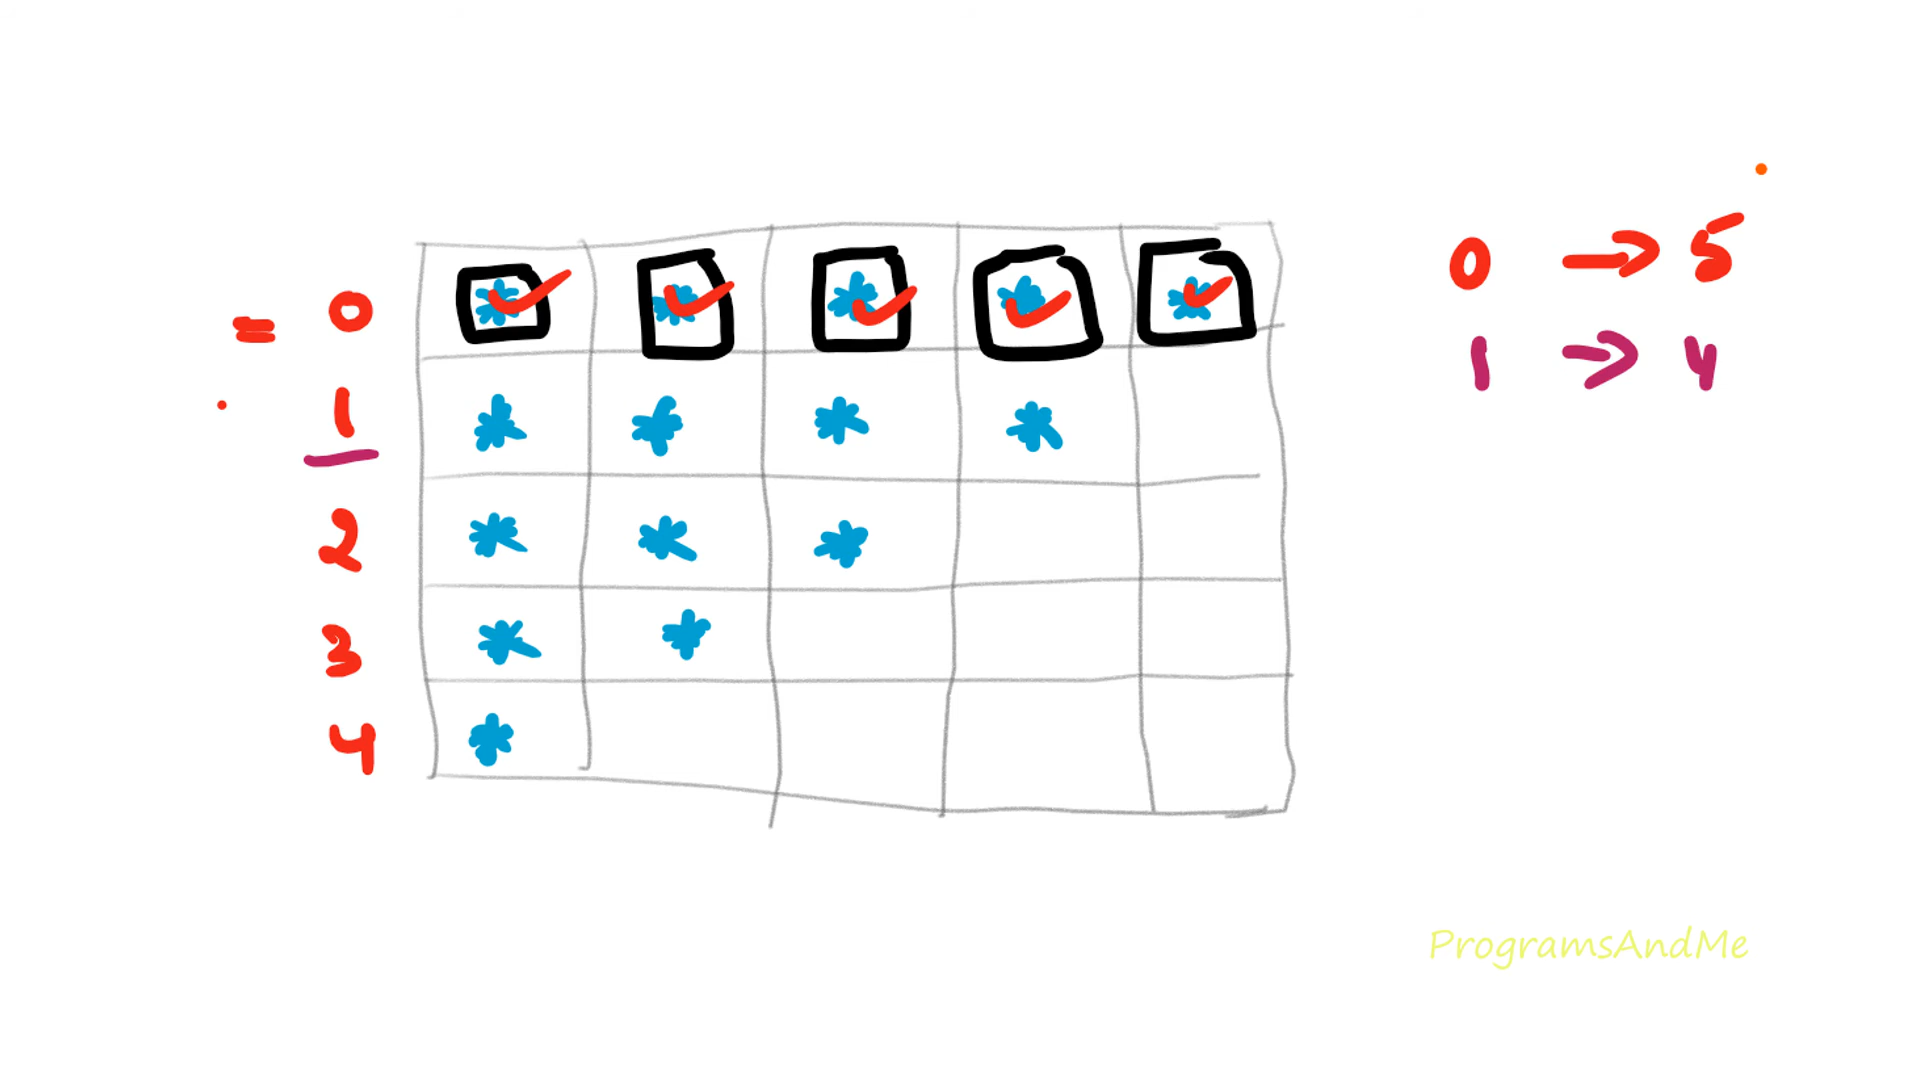 = 0
1
2
3
4
0 → 5
1 → 4
ProgramsAndMe